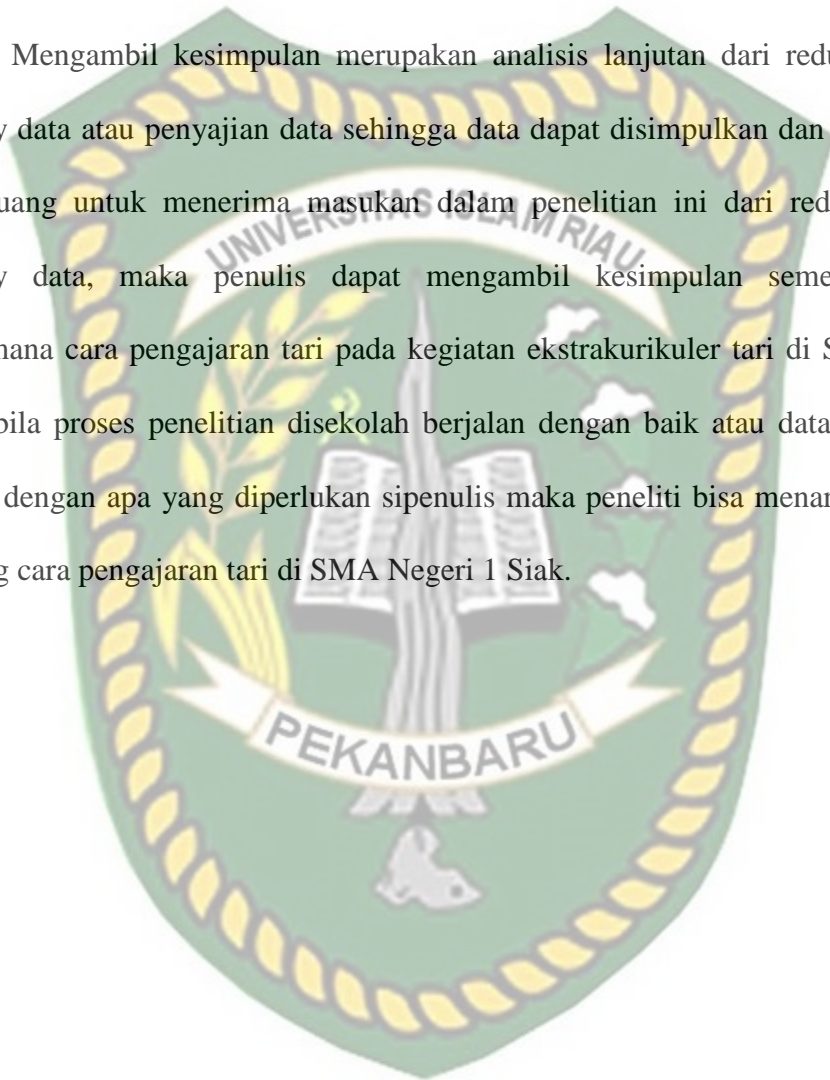 Mengambil kesimpulan merupakan analisis lanjutan dari redu
y data atau penyajian data sehingga data dapat disimpulkan dan
uang untuk menerima masukan dalam penelitian ini dari red
y data, maka penulis dapat mengambil kesimpulan seme
UNIVERSITAS ISLAM RIAU
mana cara pengajaran tari pada kegiatan ekstrakurikuler tari di S
bila proses penelitian disekolah berjalan dengan baik atau data
dengan apa yang diperlukan sipenulis maka peneliti bisa menar
g cara pengajaran tari di SMA Negeri 1 Siak.
PEKANBARU